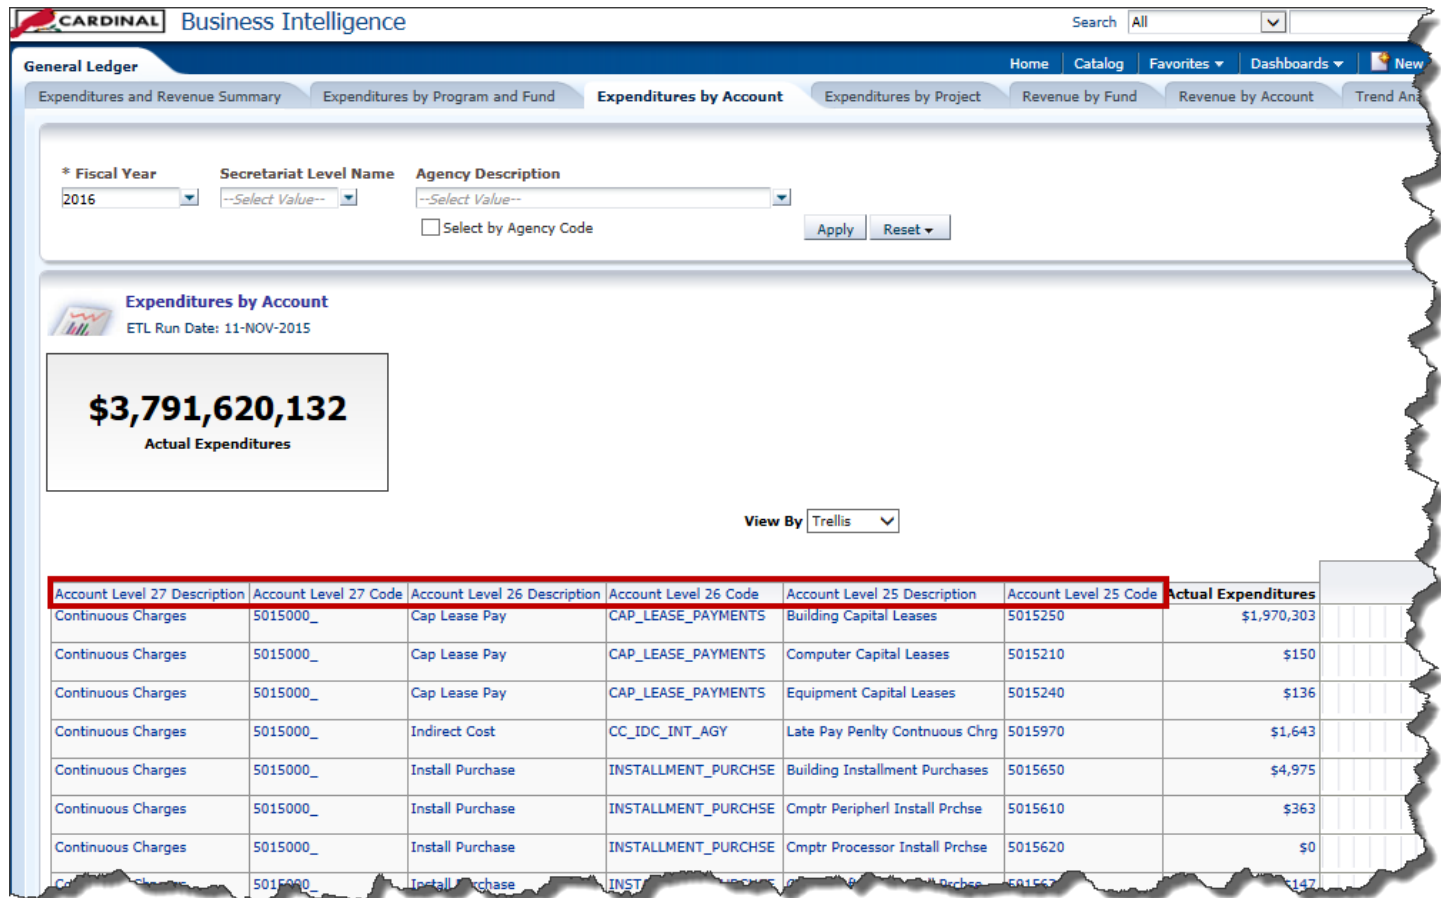 CARDINAL Business Intelligence Search All
General Ledger Home Catalog Favorites Dashboards New
Expenditures and Revenue Summary Expenditures by Program and Fund Expenditures by Account Expenditures by Project Revenue by Fund Revenue by Account Trend
* Fiscal Year Secretariat Level Name Agency Description
2016 --Select Value-- --Select Value--
Select by Agency Code Apply Reset
Expenditures by Account
ETL Run Date: 11-NOV-2015
$3,791,620,132
Actual Expenditures
View By Trellis
Account Level 27 Description Account Level 27 Code Account Level 26 Description Account Level 26 Code Account Level 25 Description Account Level 25 Code Actual Expenditures
Continuous Charges 5015000_ Cap Lease Pay CAP_LEASE_PAYMENTS Building Capital Leases 5015250 $1,970,303
Continuous Charges 5015000_ Cap Lease Pay CAP_LEASE_PAYMENTS Computer Capital Leases 5015210 $150
Continuous Charges 5015000_ Cap Lease Pay CAP_LEASE_PAYMENTS Equipment Capital Leases 5015240 $136
Continuous Charges 5015000_ Indirect Cost CC_IDC_INT_AGY Late Pay Penlty Contnuous Chrg 5015970 $1,643
Continuous Charges 5015000_ Install Purchase INSTALLMENT_PURCHSE Building Installment Purchases 5015650 $4,975
Continuous Charges 5015000_ Install Purchase INSTALLMENT_PURCHSE Cmptr Peripherl Install Prchse 5015610 $363
Continuous Charges 5015000_ Install Purchase INSTALLMENT_PURCHSE Cmptr Processor Install Prchse 5015620 $0